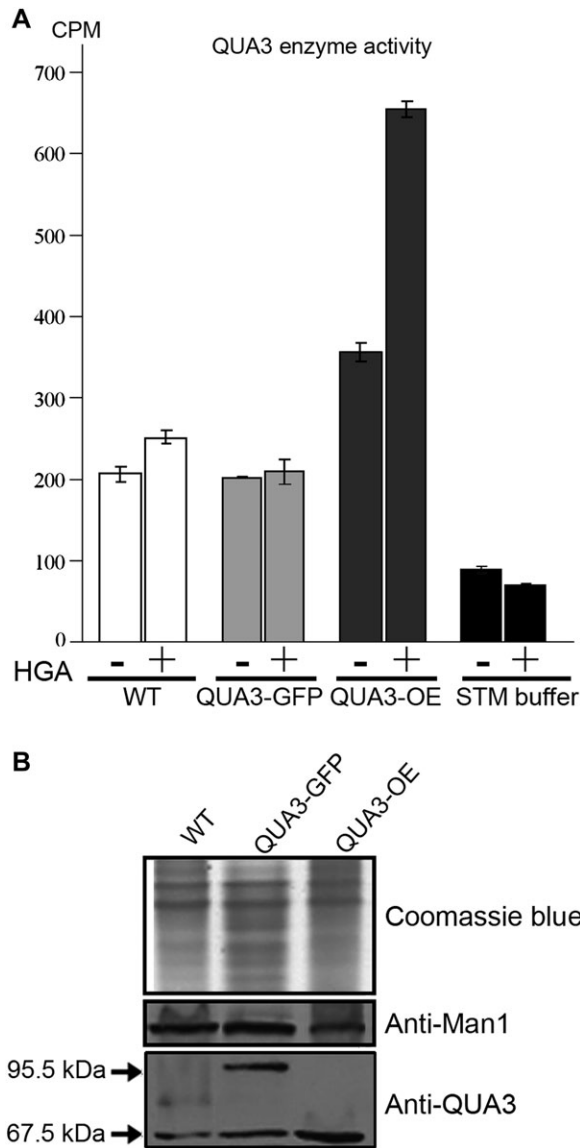 A
CPM
QUA3 enzyme activity
700
600
500
400
300
200
100
0
HGA - + - + - + - +
WT QUA3-GFP QUA3-OE STM buffer
B
WT QUA3-GFP QUA3-OE
Coomassie blue
Anti-Man1
95.5 kDa
Anti-QUA3
67.5 kDa